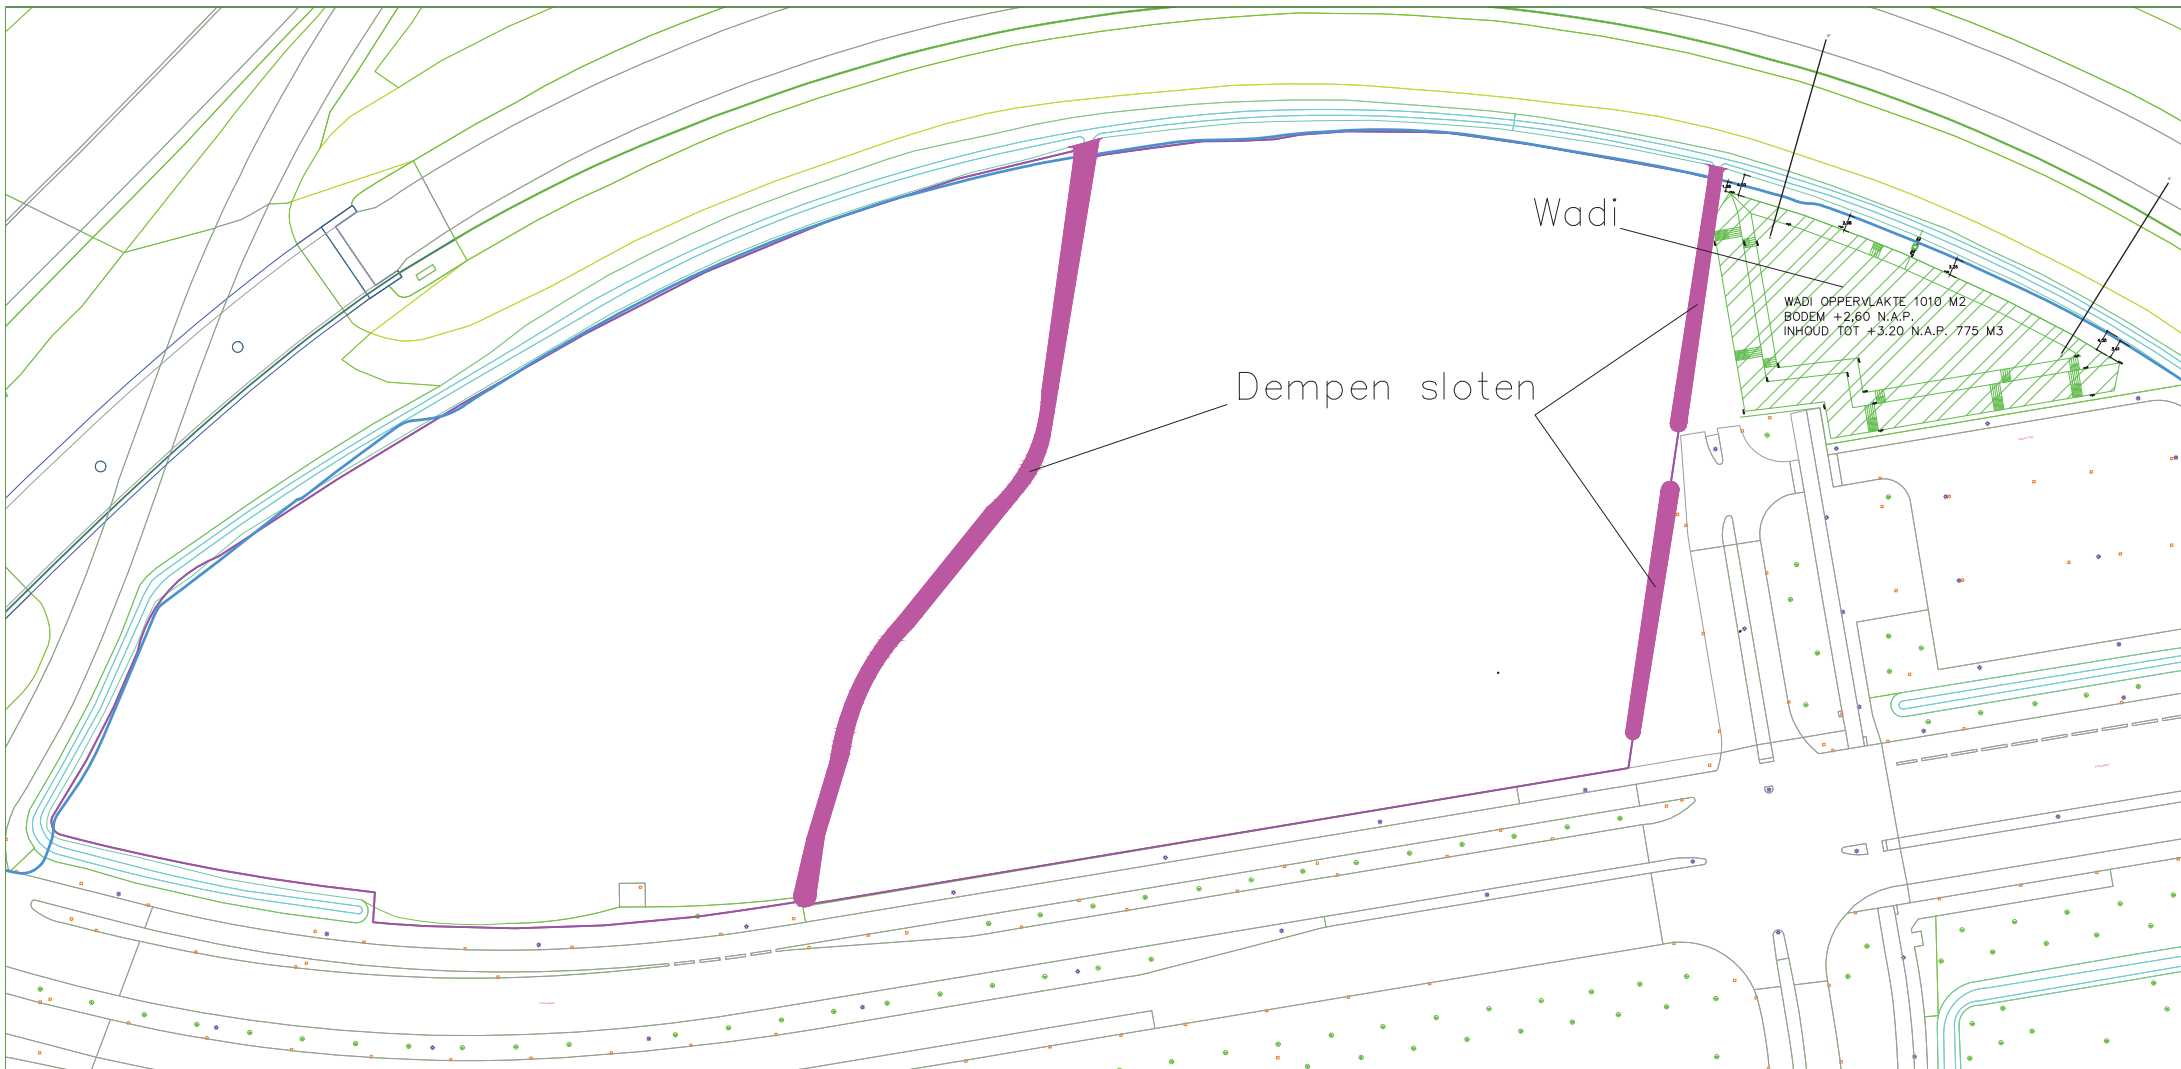 Wadi
WADI OPPERVLAKTE 1010 M2
BODEM +2,60 N.A.P.
INHOUD TOT +3.20 N.A.P. 775 M3
Dempen sloten